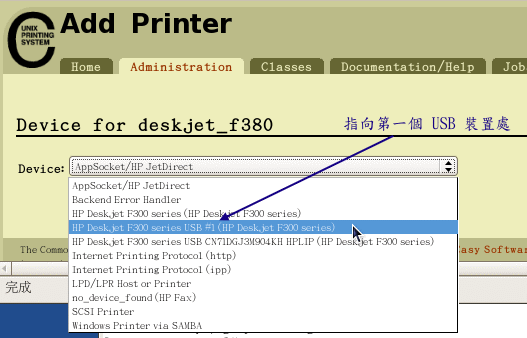 UNIX
PRINTING
SYSTEM
Add Printer
Home
Administration
Classes
Documentation/Help
Job
Device for deskjet_f380
指向第一個 USB 裝置處
Device:
AppSocket/HP JetDirect
AppSocket/HP JetDirect
Backend Error Handler
HP Deskjet F300 series (HP Deskjet F300 series)
HP Deskjet F300 series USB #1 (HP Deskjet F300 series)
HP Deskjet F300 series USB CN71DGJ3M904KH HPLIP (HP Deskjet F300 series)
Internet Printing Protocol (http)
Internet Printing Protocol (ipp)
LPD/LPR Host or Printer
no_device_found (HP Fax)
SCSI Printer
Windows Printer via SAMBA
The Commo
Easy Softwar
完成